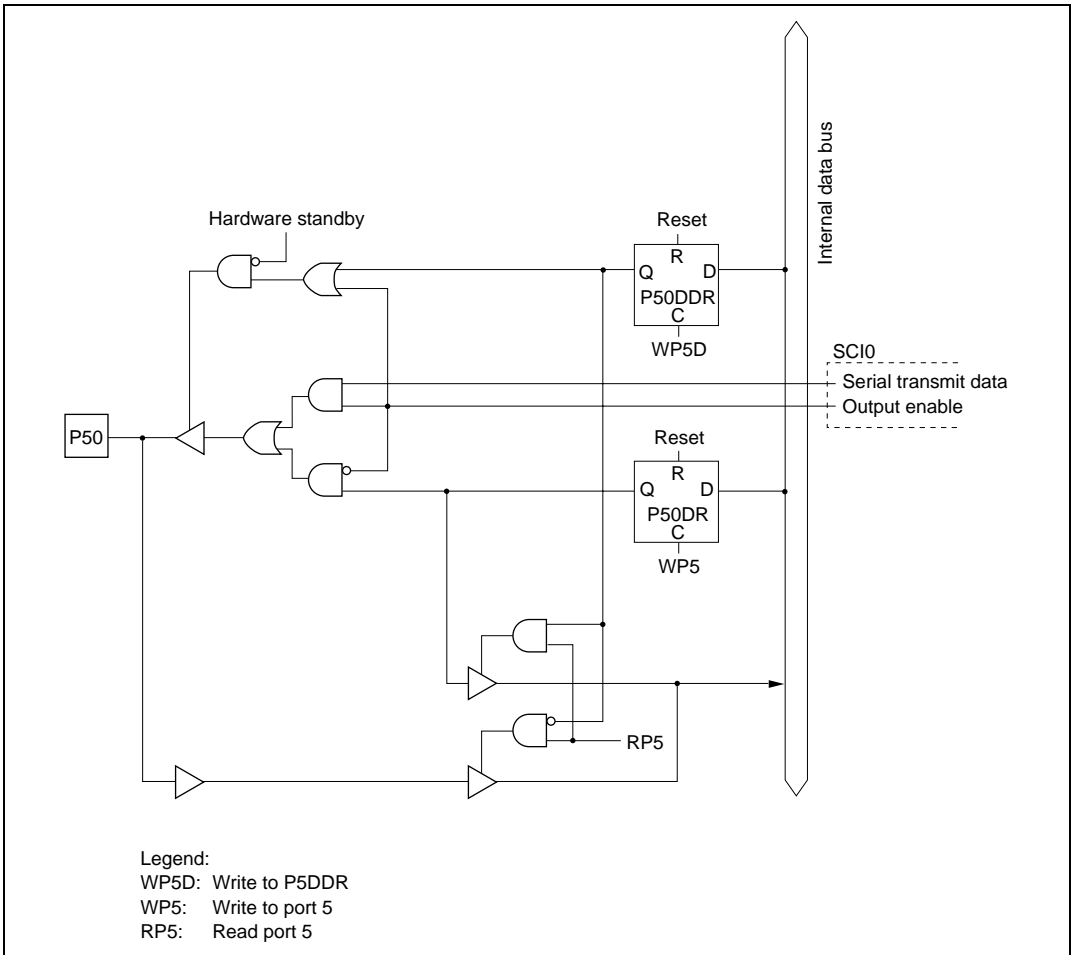 Internal data bus
Hardware standby
Reset
R
Q D
P50DDR
C
WP5D
SCI0
Serial transmit data
Output enable
P50
Reset
R
Q D
P50DR
C
WP5
RP5
Legend:
WP5D: Write to P5DDR
WP5: Write to port 5
RP5: Read port 5